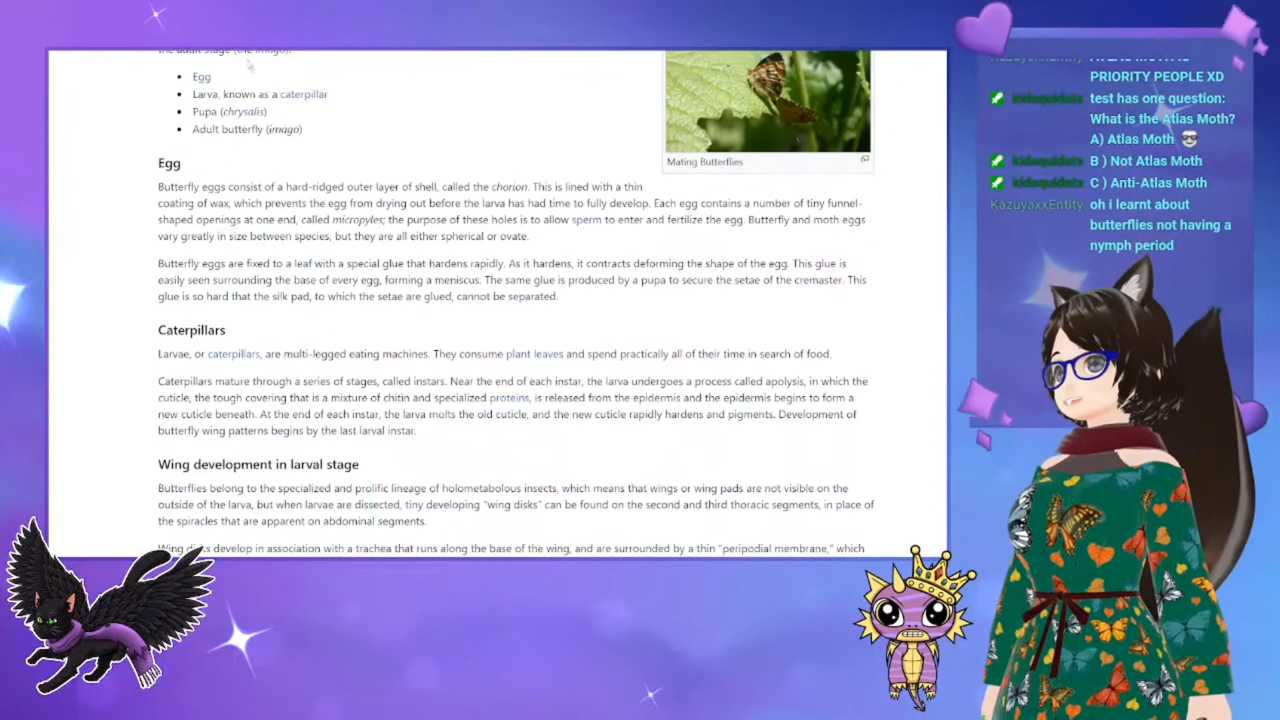 the adult stage (the imago).
Egg
Larva, known as a caterpillar
Pupa (chrysalis)
Adult butterfly (imago)
Mating Butterflies
Egg
Butterfly eggs consist of a hard-ridged outer layer of shell, called the chorion. This is lined with a thin
coating of wax, which prevents the egg from drying out before the larva has had time to fully develop. Each egg contains a number of tiny funnel-
shaped openings at one end, called micropyles; the purpose of these holes is to allow sperm to enter and fertilize the egg. Butterfly and moth eggs
vary greatly in size between species, but they are all either spherical or ovate.
Butterfly eggs are fixed to a leaf with a special glue that hardens rapidly. As it hardens, it contracts deforming the shape of the egg. This glue is
easily seen surrounding the base of every egg, forming a meniscus. The same glue is produced by a pupa to secure the setae of the cremaster. This
glue is so hard that the silk pad, to which the setae are glued, cannot be separated.
Caterpillars
Larvae, or caterpillars, are multi-legged eating machines. They consume plant leaves and spend practically all of their time in search of food.
Caterpillars mature through a series of stages, called instars. Near the end of each instar, the larva undergoes a process called apolysis, in which the
cuticle, the tough covering that is a mixture of chitin and specialized proteins, is released from the epidermis and the epidermis begins to form a
new cuticle beneath. At the end of each instar, the larva molts the old cuticle, and the new cuticle rapidly hardens and pigments. Development of
butterfly wing patterns begins by the last larval instar.
Wing development in larval stage
Butterflies belong to the specialized and prolific lineage of holometabolous insects, which means that wings or wing pads are not visible on the
outside of the larva, but when larvae are dissected, tiny developing "wing disks" can be found on the second and third thoracic segments, in place of
the spiracles that are apparent on abdominal segments.
Wing disks develop in association with a trachea that runs along the base of the wing, and are surrounded by a thin "peripodial membrane," which
PRIORITY PEOPLE XD
test has one question:
What is the Atlas Moth?
A) Atlas Moth
B ) Not Atlas Moth
C ) Anti-Atlas Moth
KazuyaxxEntity oh i learnt about
butterflies not having a
nymph period